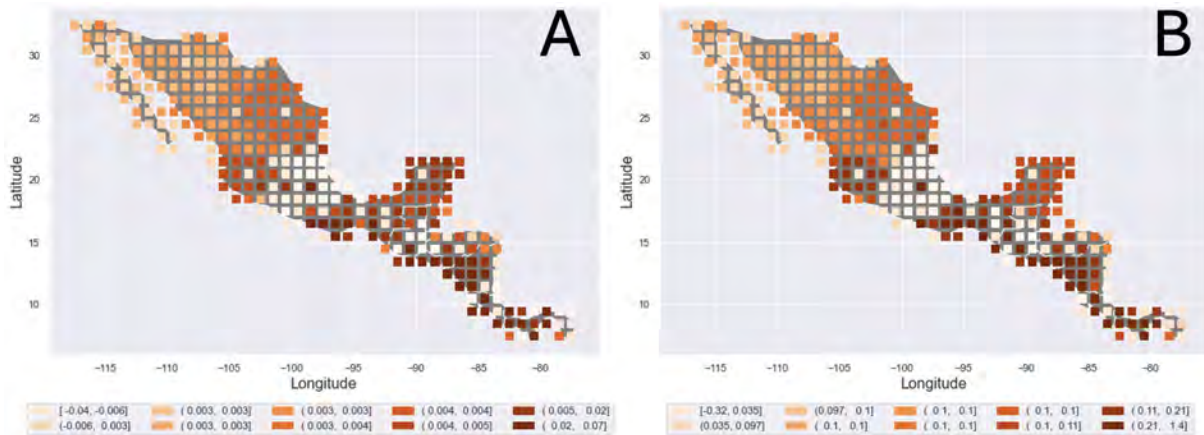 A
B
30
25
20
15
10
Latitude
−115 −110 −105 −100 −95 −90 −85 −80
Longitude
[-0.04, -0.006] ( 0.003, 0.003] ( 0.003, 0.003] ( 0.004, 0.004] ( 0.005, 0.02]
(-0.006, 0.003] ( 0.003, 0.003] ( 0.003, 0.004] ( 0.004, 0.005] ( 0.02, 0.07]
30
25
20
15
10
Latitude
−115 −110 −105 −100 −95 −90 −85 −80
Longitude
[-0.32, 0.035] (0.097, 0.1] ( 0.1, 0.1] ( 0.1, 0.1] ( 0.11, 0.21]
(0.035, 0.097] ( 0.1, 0.1] ( 0.1, 0.1] ( 0.1, 0.11] ( 0.21, 1.4]